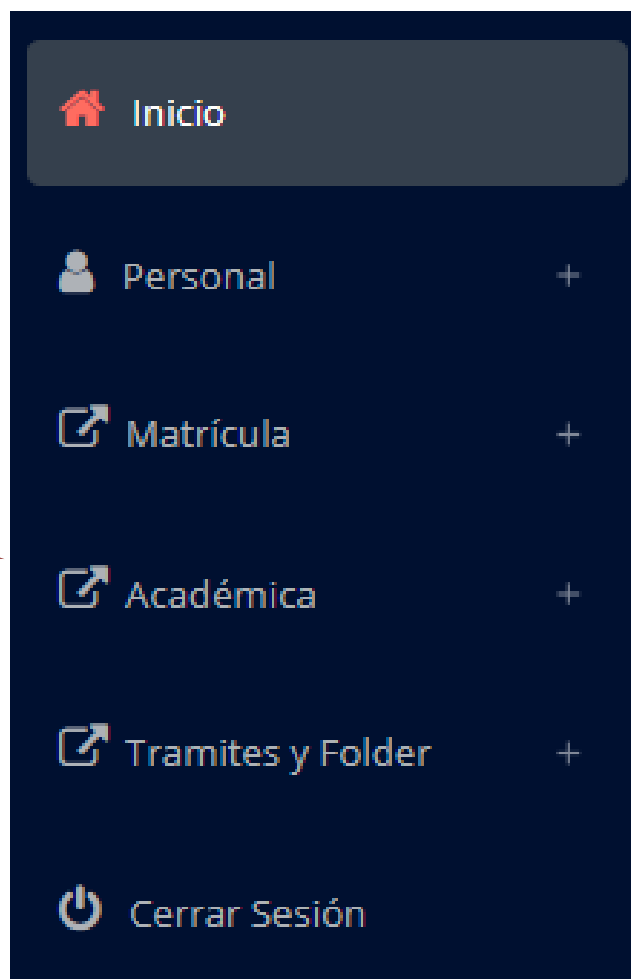 Inicio
Personal +
Matrícula +
Académica +
Tramites y Folder +
Cerrar Sesión